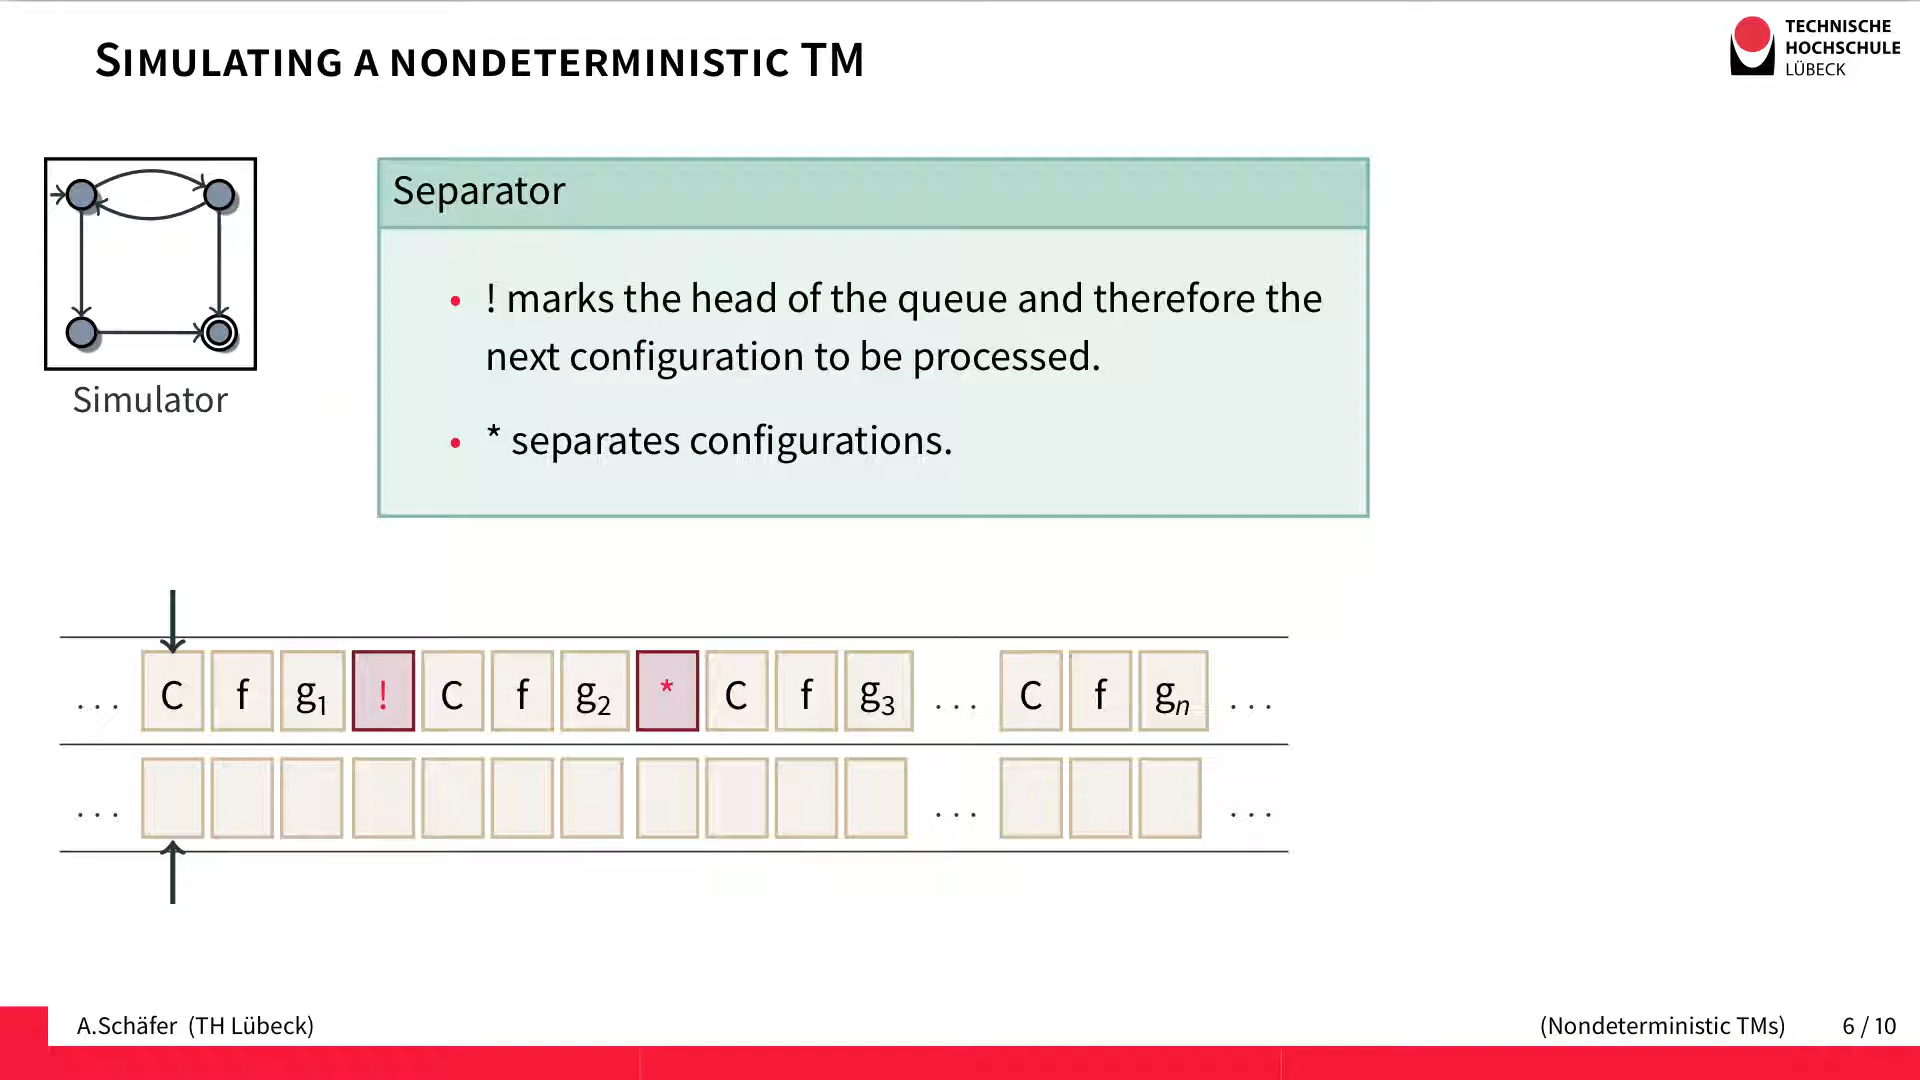 SIMULATING A NONDETERMINISTIC TM
TECHNISCHE
HOCHSCHULE
LÜBECK
Simulator
Separator
• ! marks the head of the queue and therefore the
next configuration to be processed.
• * separates configurations.
... C f g₁ ! C f g₂ * C f g₃ ... C f gₙ ...
... ... ...
A.Schäfer (TH Lübeck)
(Nondeterministic TMs) 6 / 10